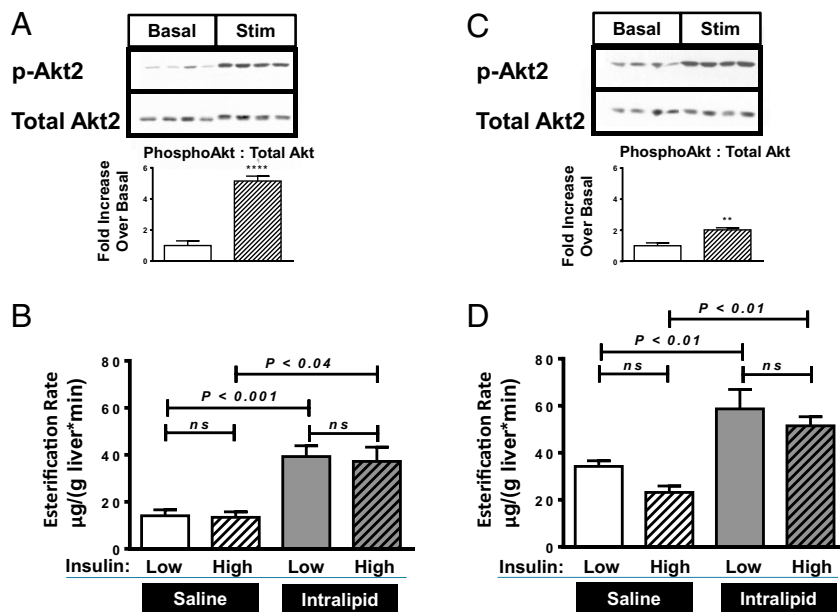 A
Basal Stim
p-Akt2
Total Akt2
PhosphoAkt : Total Akt
****
Fold Increase
Over Basal
6
4
2
0
C
Basal Stim
p-Akt2
Total Akt2
PhosphoAkt : Total Akt
**
Fold Increase
Over Basal
6
4
2
0
B
P < 0.04
P < 0.001
ns ns
Esterification Rate
µg/(g liver*min)
80
60
40
20
0
Insulin: Low High Low High
Saline Intralipid
D
P < 0.01
P < 0.01
ns ns
Esterification Rate
µg/(g liver*min)
80
60
40
20
0
Insulin: Low High Low High
Saline Intralipid